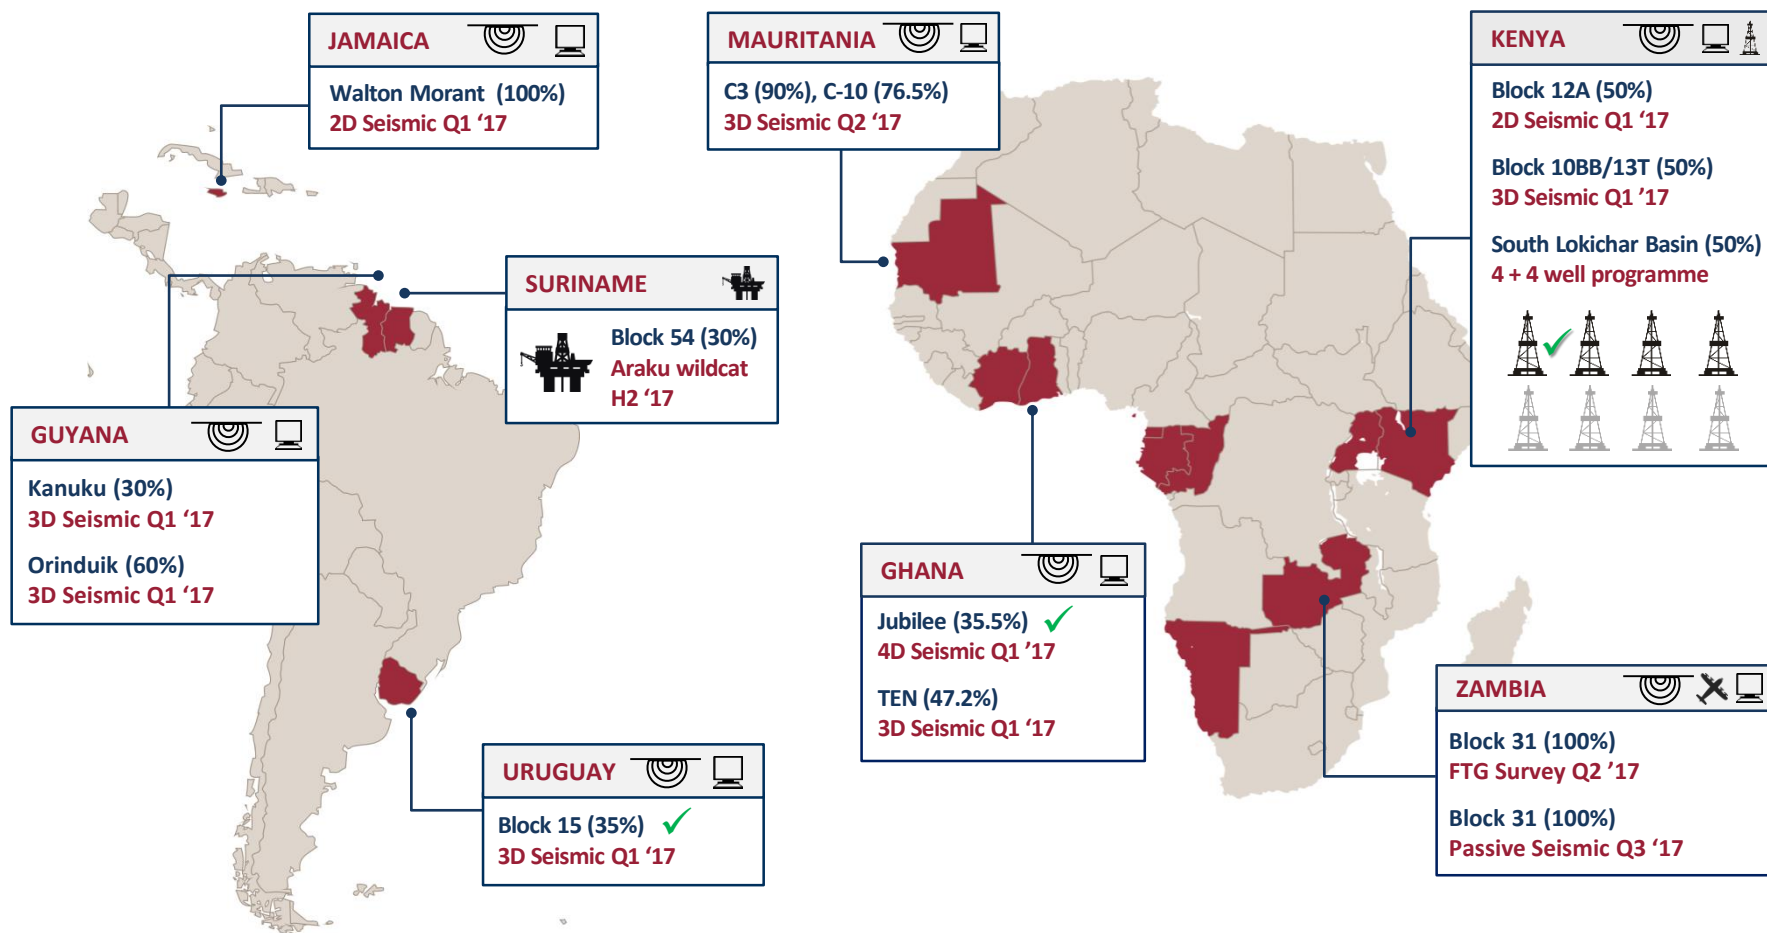 JAMAICA
Walton Morant (100%)
2D Seismic Q1 ‘17
MAURITANIA
C3 (90%), C-10 (76.5%)
3D Seismic Q2 ‘17
KENYA
Block 12A (50%)
2D Seismic Q1 ‘17
Block 10BB/13T (50%)
3D Seismic Q1 ’17
South Lokichar Basin (50%)
4 + 4 well programme
SURINAME
Block 54 (30%)
Araku wildcat
H2 ‘17
GUYANA
Kanuku (30%)
3D Seismic Q1 ‘17
Orinduik (60%)
3D Seismic Q1 ’17
GHANA
Jubilee (35.5%)
4D Seismic Q1 ’17
TEN (47.2%)
3D Seismic Q1 ‘17
URUGUAY
Block 15 (35%)
3D Seismic Q1 ‘17
ZAMBIA
Block 31 (100%)
FTG Survey Q2 ’17
Block 31 (100%)
Passive Seismic Q3 ‘17